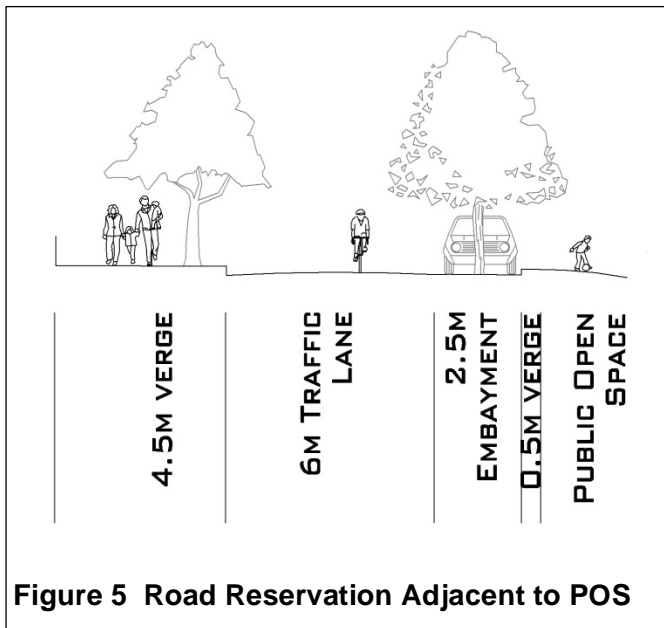 4.5M VERGE
6M TRAFFIC
LANE
2.5M
EMBAYMENT
0.5M VERGE
PUBLIC OPEN
SPACE
Figure 5 Road Reservation Adjacent to POS